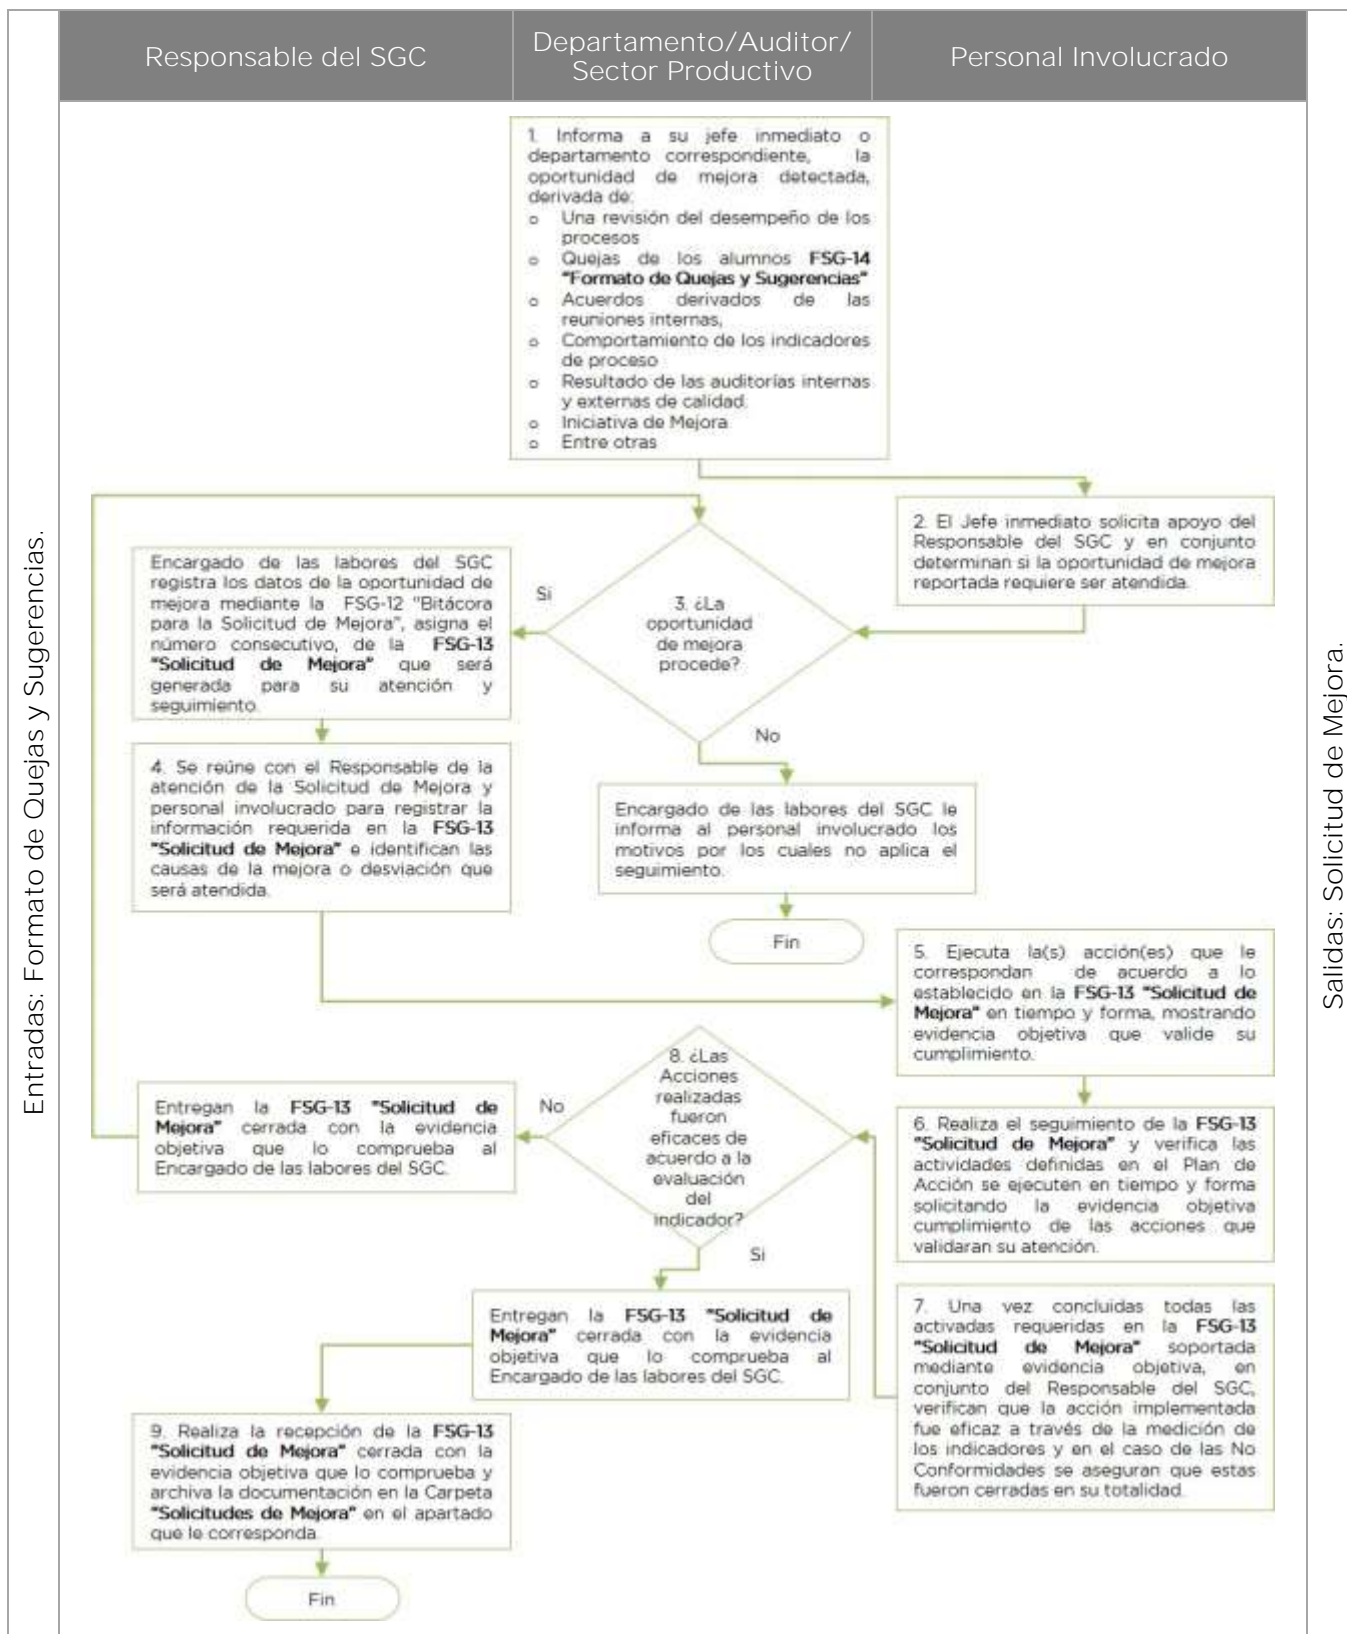 Responsable del SGC
Departamento/Auditor/
Sector Productivo
Personal Involucrado
Entradas: Formato de Quejas y Sugerencias.
1. Informa a su jefe inmediato o
departamento correspondiente, la
oportunidad de mejora detectada,
derivada de:
o Una revisión del desempeño de los
procesos
o Quejas de los alumnos FSG-14
"Formato de Quejas y Sugerencias"
o Acuerdos derivados de las
reuniones internas,
o Comportamiento de los indicadores
de proceso
o Resultado de las auditorías internas
y externas de calidad.
o Iniciativa de Mejora
o Entre otras
2. El Jefe inmediato solicita apoyo del
Responsable del SGC y en conjunto
determinan si la oportunidad de mejora
reportada requiere ser atendida.
3. ¿La
oportunidad
de mejora
procede?
Si
Encargado de las labores del SGC
registra los datos de la oportunidad de
mejora mediante la FSG-12 "Bitácora
para la Solicitud de Mejora", asigna el
número consecutivo, de la FSG-13
"Solicitud de Mejora" que será
generada para su atención y
seguimiento.
No
Encargado de las labores del SGC le
informa al personal involucrado los
motivos por los cuales no aplica el
seguimiento.
Fin
4. Se reúne con el Responsable de la
atención de la Solicitud de Mejora y
personal involucrado para registrar la
información requerida en la FSG-13
"Solicitud de Mejora" e identifican las
causas de la mejora o desviación que
será atendida.
5. Ejecuta la(s) acción(es) que le
correspondan de acuerdo a lo
establecido en la FSG-13 "Solicitud de
Mejora" en tiempo y forma, mostrando
evidencia objetiva que valide su
cumplimiento.
6. Realiza el seguimiento de la FSG-13
"Solicitud de Mejora" y verifica las
actividades definidas en el Plan de
Acción se ejecuten en tiempo y forma
solicitando la evidencia objetiva
cumplimiento de las acciones que
validaran su atención.
7. Una vez concluidas todas las
activadas requeridas en la FSG-13
"Solicitud de Mejora" soportada
mediante evidencia objetiva, en
conjunto del Responsable del SGC,
verifican que la acción implementada
fue eficaz a través de la medición de
los indicadores y en el caso de las No
Conformidades se aseguran que estas
fueron cerradas en su totalidad.
8. ¿Las
Acciones
realizadas
fueron
eficaces de
acuerdo a la
evaluación
del
indicador?
No
Entregan la FSG-13 "Solicitud de
Mejora" cerrada con la evidencia
objetiva que lo comprueba al
Encargado de las labores del SGC.
Si
Entregan la FSG-13 "Solicitud de
Mejora" cerrada con la evidencia
objetiva que lo comprueba al
Encargado de las labores del SGC.
9. Realiza la recepción de la FSG-13
"Solicitud de Mejora" cerrada con la
evidencia objetiva que lo comprueba y
archiva la documentación en la Carpeta
"Solicitudes de Mejora" en el apartado
que le corresponda.
Fin
Salidas: Solicitud de Mejora.